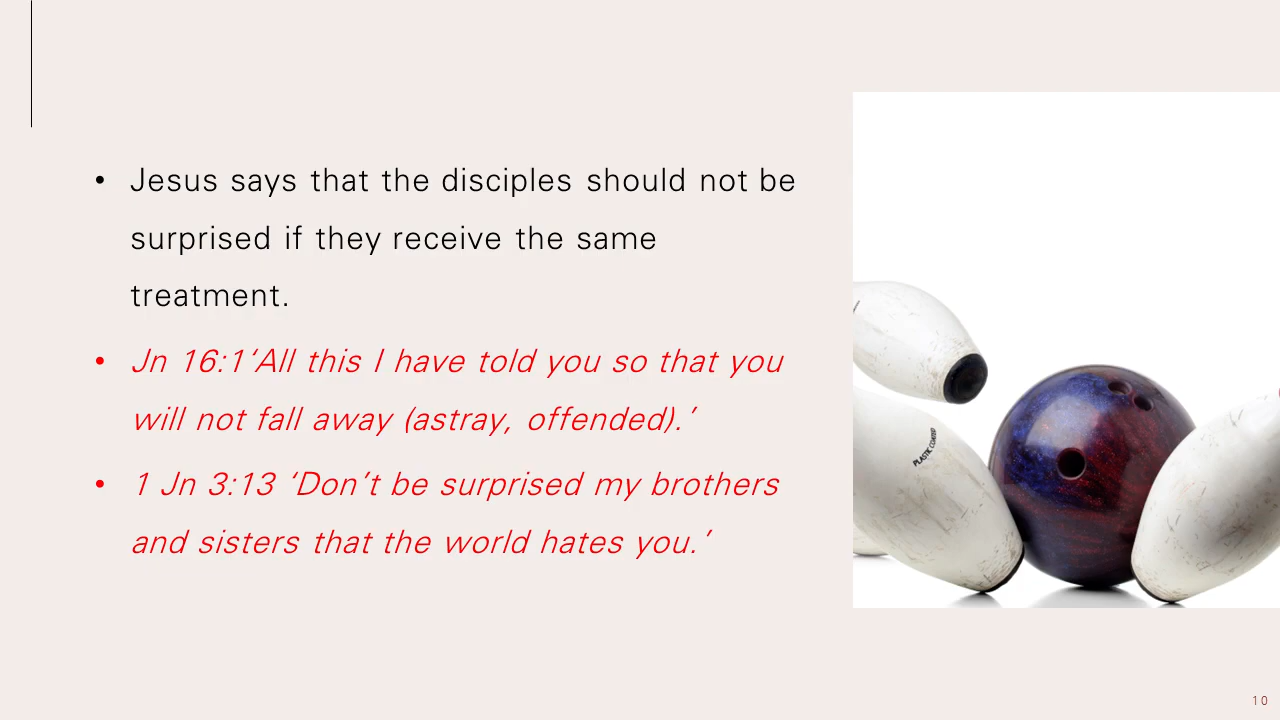 • Jesus says that the disciples should not be
surprised if they receive the same
treatment.
• Jn 16:1‘All this I have told you so that you
will not fall away (astray, offended).’
• 1 Jn 3:13 ‘Don’t be surprised my brothers
and sisters that the world hates you.’
PLASTIC COATED
10